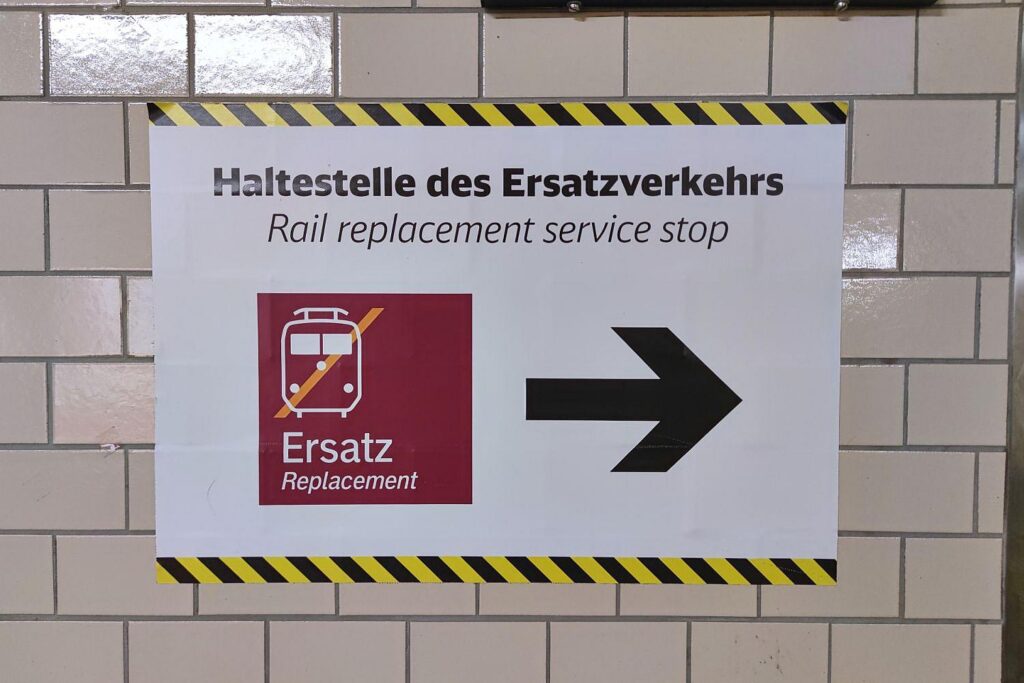 Haltestelle des Ersatzverkehrs
Rail replacement service stop
Ersatz
Replacement